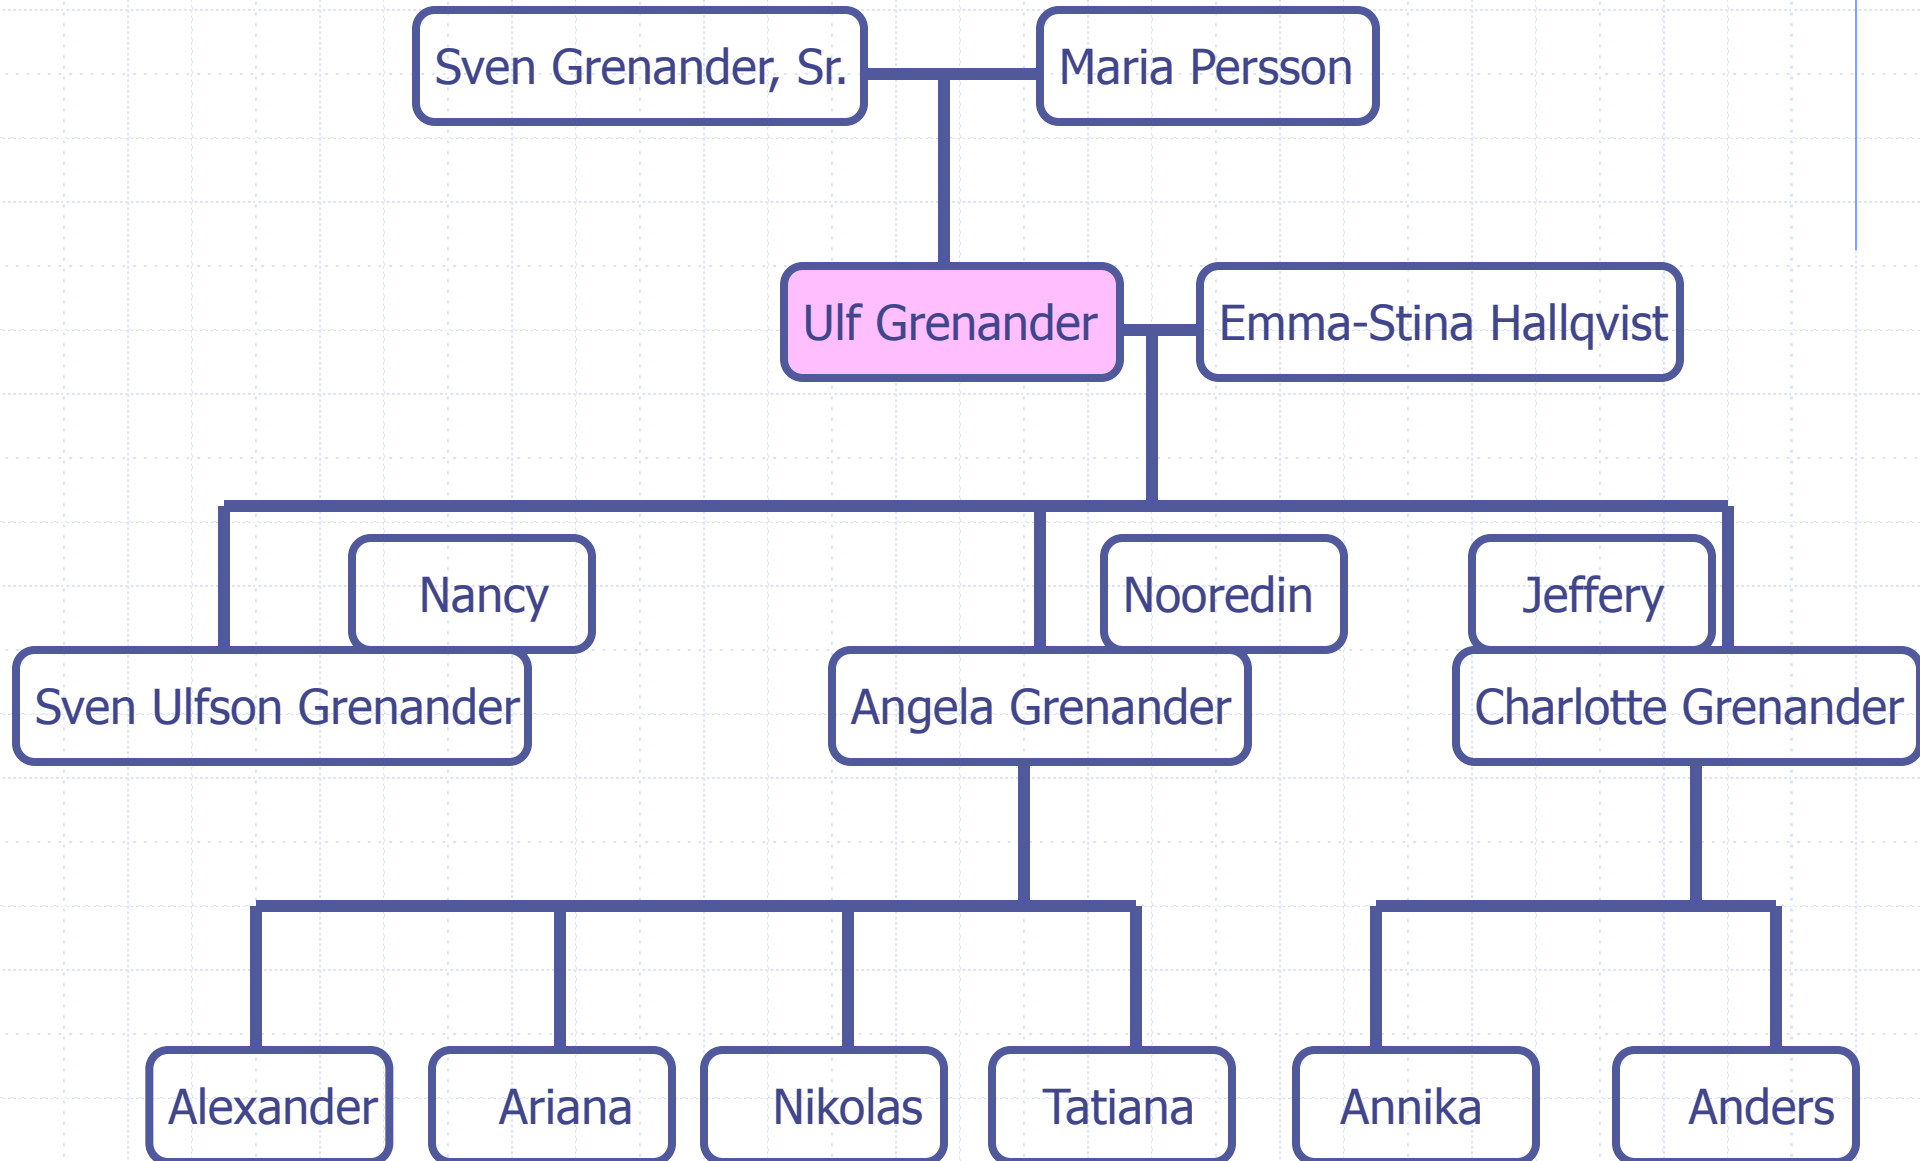 Sven Grenander, Sr.
Maria Persson
Ulf Grenander
Emma-Stina Hallqvist
Nancy
Nooredin
Jeffery
Sven Ulfson Grenander
Angela Grenander
Charlotte Grenander
Alexander
Ariana
Nikolas
Tatiana
Annika
Anders